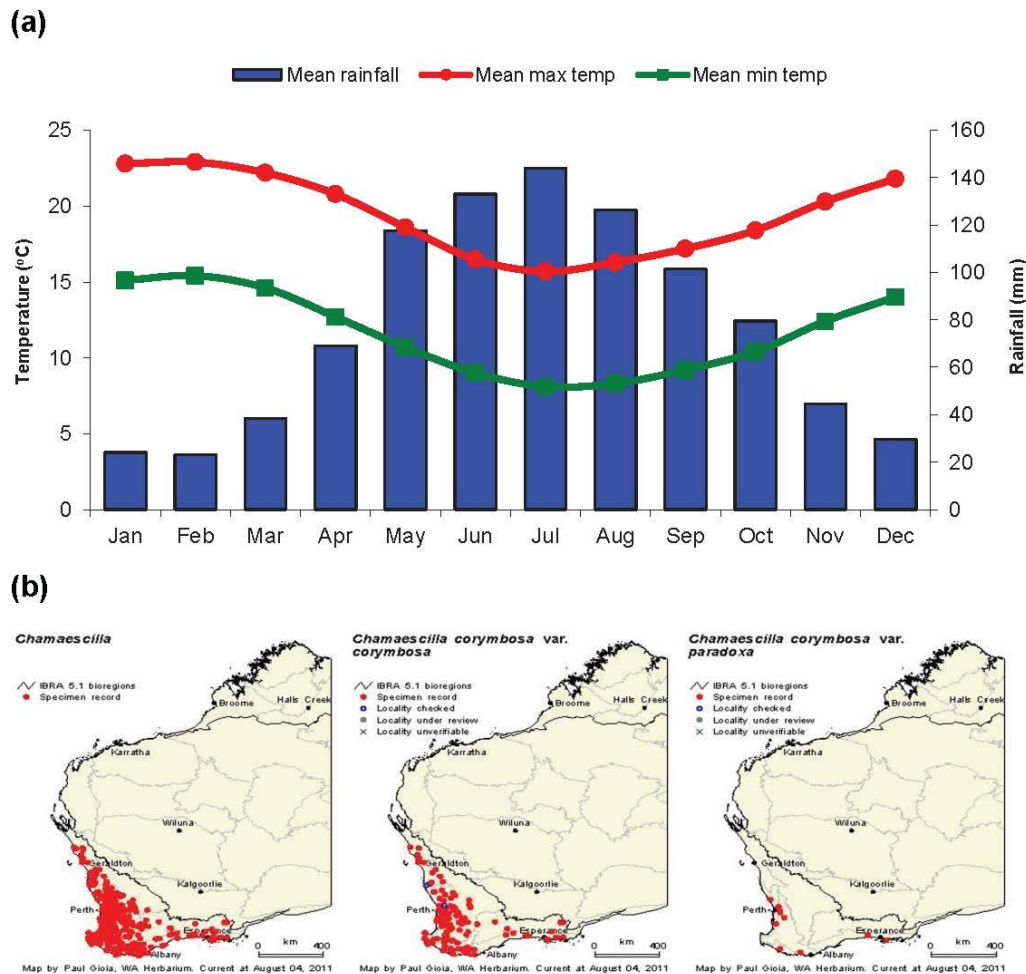 (a)
Mean rainfall Mean max temp Mean min temp
25
20
15
10
5
0
Temperature (°C)
160
140
120
100
80
60
40
20
0
Rainfall (mm)
Jan Feb Mar Apr May Jun Jul Aug Sep Oct Nov Dec
(b)
Chamaescilla
IBRA 5.1 bioregions
Specimen record
Broome
Halls Creek
Karratha
Wiluna
Geraldton
Kalgoorlie
Perth
Esperance
Albany
km
0 400
Map by Paul Gioia, WA Herbarium. Current at August 04, 2011
Chamaescilla corymbosa var.
corymbosa
IBRA 5.1 bioregions
Specimen record
Locality checked
Locality under review
Locality unverifiable
Broome
Halls Creek
Karratha
Wiluna
Geraldton
Kalgoorlie
Perth
Esperance
Albany
km
0 400
Map by Paul Gioia, WA Herbarium. Current at August 04, 2011
Chamaescilla corymbosa var.
paradoxa
IBRA 5.1 bioregions
Specimen record
Locality checked
Locality under review
Locality unverifiable
Broome
Halls Creek
Karratha
Wiluna
Geraldton
Kalgoorlie
Perth
Esperance
Albany
km
0 400
Map by Paul Gioia, WA Herbarium. Current at August 04, 2011